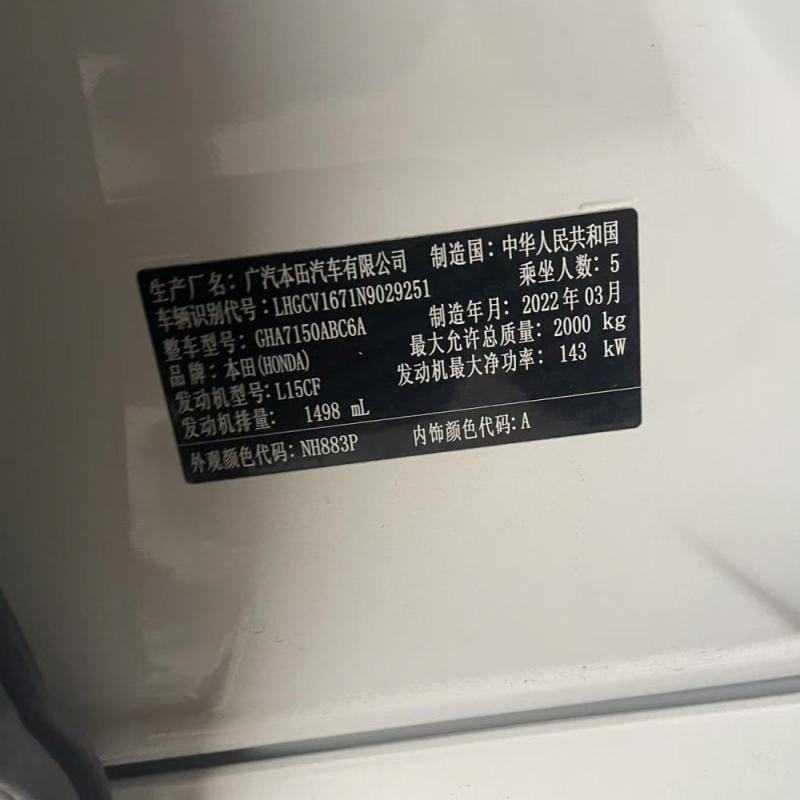 生产厂名：广汽本田汽车有限公司 制造国：中华人民共和国
车辆识别代号：LHGCV1671N9029251 乘坐人数：5
整车型号：GHA7150ABC6A 制造年月：2022年03月
品牌：本田(HONDA) 最大允许总质量：2000 kg
发动机型号：L15CF 发动机最大净功率：143 kW
发动机排量： 1498 mL
外观颜色代码：NH883P 内饰颜色代码：A